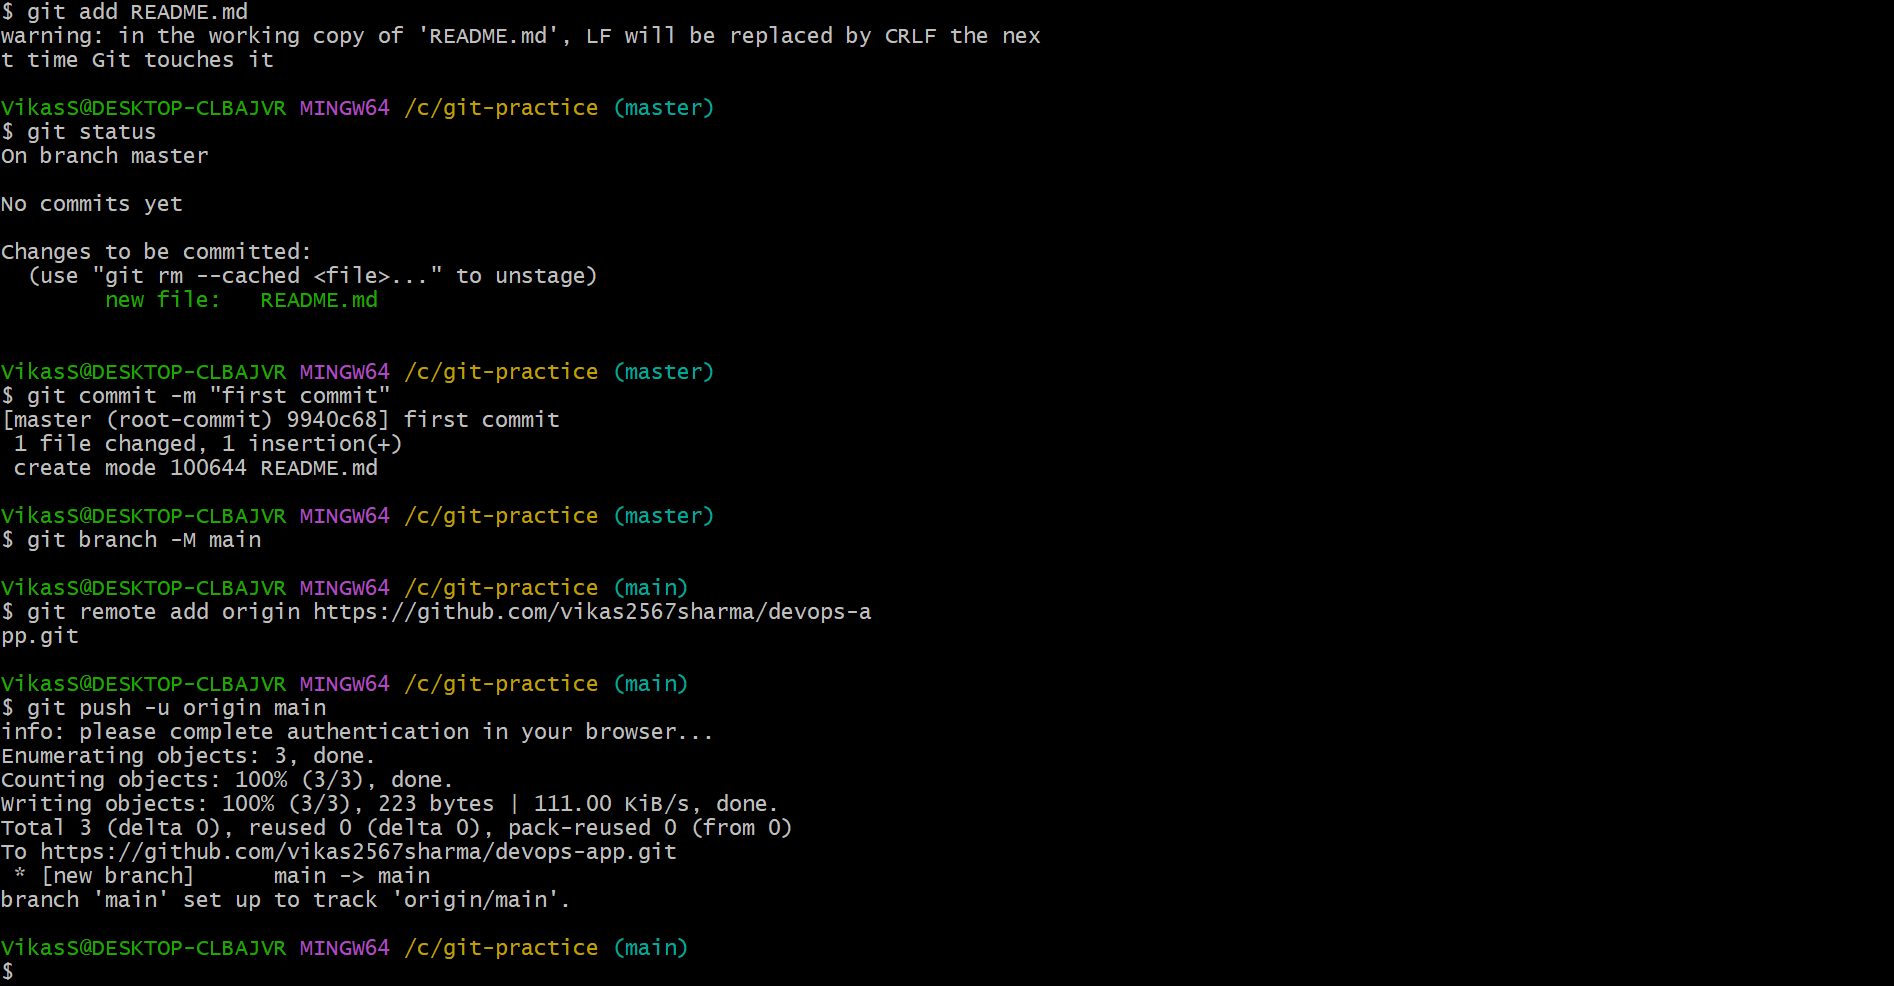 $ git add README.md
warning: in the working copy of 'README.md', LF will be replaced by CRLF the nex
t time Git touches it
VikasS@DESKTOP-CLBAJVR MINGW64 /c/git-practice (master)
$ git status
On branch master
No commits yet
Changes to be committed:
  (use "git rm --cached <file>..." to unstage)
        new file:   README.md
VikasS@DESKTOP-CLBAJVR MINGW64 /c/git-practice (master)
$ git commit -m "first commit"
[master (root-commit) 9940c68] first commit
 1 file changed, 1 insertion(+)
 create mode 100644 README.md
VikasS@DESKTOP-CLBAJVR MINGW64 /c/git-practice (master)
$ git branch -M main
VikasS@DESKTOP-CLBAJVR MINGW64 /c/git-practice (main)
$ git remote add origin https://github.com/vikas2567sharma/devops-a
pp.git
VikasS@DESKTOP-CLBAJVR MINGW64 /c/git-practice (main)
$ git push -u origin main
info: please complete authentication in your browser...
Enumerating objects: 3, done.
Counting objects: 100% (3/3), done.
Writing objects: 100% (3/3), 223 bytes | 111.00 KiB/s, done.
Total 3 (delta 0), reused 0 (delta 0), pack-reused 0 (from 0)
To https://github.com/vikas2567sharma/devops-app.git
 * [new branch]      main -> main
branch 'main' set up to track 'origin/main'.
VikasS@DESKTOP-CLBAJVR MINGW64 /c/git-practice (main)
$